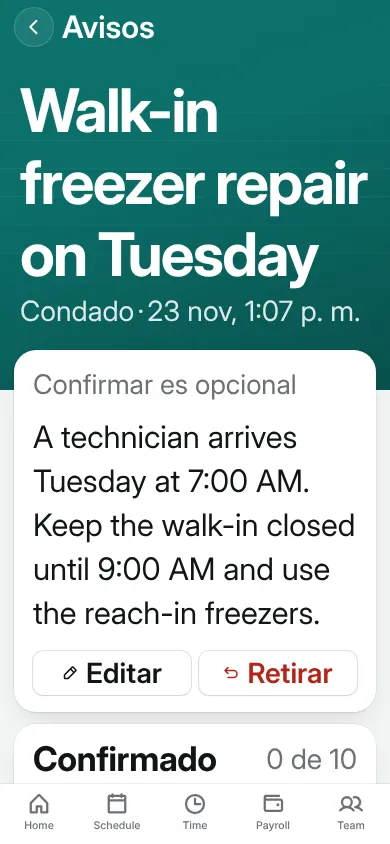 Avisos
Walk-in
freezer repair
on Tuesday
Condado · 23 nov, 1:07 p. m.
Confirmar es opcional
A technician arrives
Tuesday at 7:00 AM.
Keep the walk-in closed
until 9:00 AM and use
the reach-in freezers.
Editar
Retirar
Confirmado
0 de 10
Home
Schedule
Time
Payroll
Team